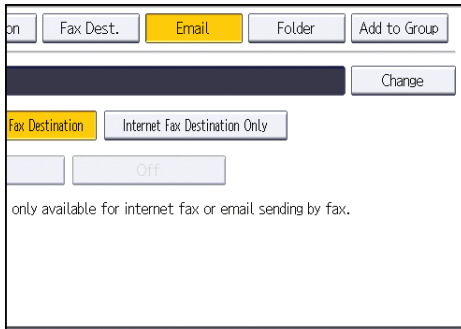 on Fax Dest. Email Folder Add to Group
Change
Fax Destination Internet Fax Destination Only
Off
only available for internet fax or email sending by fax.